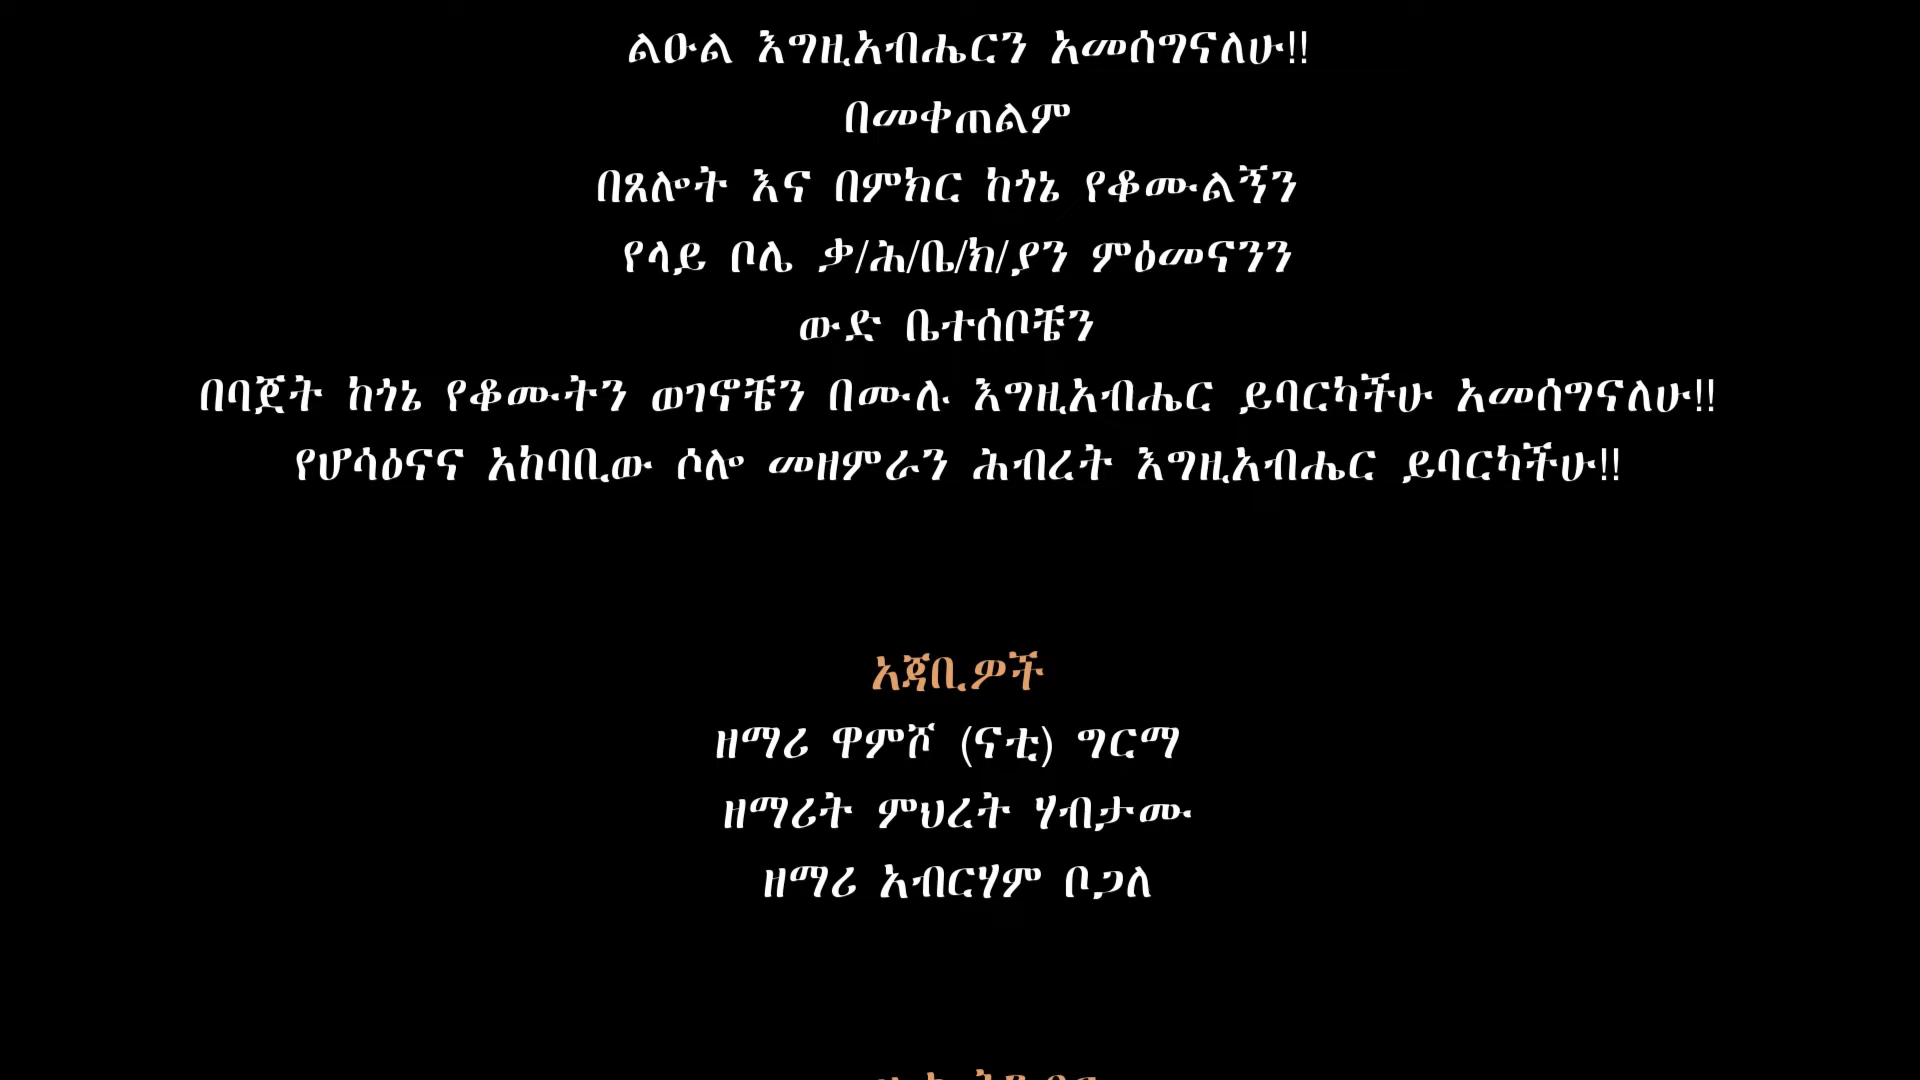 ልዑል እግዚአብሔርን አመሰግናለሁ!!
በመቀጠልም
በጸሎት እና በምክር ከጎኔ የቆሙልኝን
የላይ ቦሌ ቃ/ሕ/ቤ/ክ/ያን ምዕመናንን
ውድ ቤተሰቦቼን
በባጀት ከጎኔ የቆሙትን ወገኖቼን በሙሉ እግዚአብሔር ይባርካችሁ አመሰግናለሁ!!
የሆሳዕናና አከባቢው ሶሎ መዘምራን ሕብረት እግዚአብሔር ይባርካችሁ!!
አጃቢዎች
ዘማሪ ዋምሾ (ናቲ) ግርማ
ዘማሪት ምህረት ሃብታሙ
ዘማሪ አብርሃም ቦጋለ